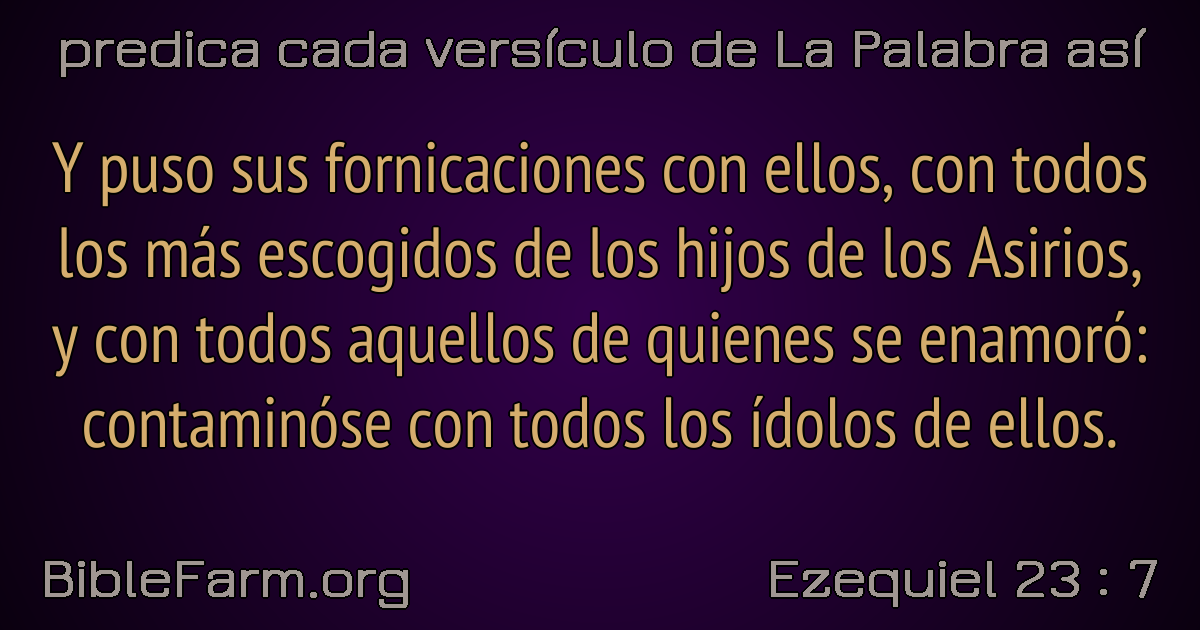 predica cada versículo de La Palabra así
Y puso sus fornicaciones con ellos, con todos
los más escogidos de los hijos de los Asirios,
y con todos aquellos de quienes se enamoró:
contaminóse con todos los ídolos de ellos.
BibleFarm.org
Ezequiel 23 : 7